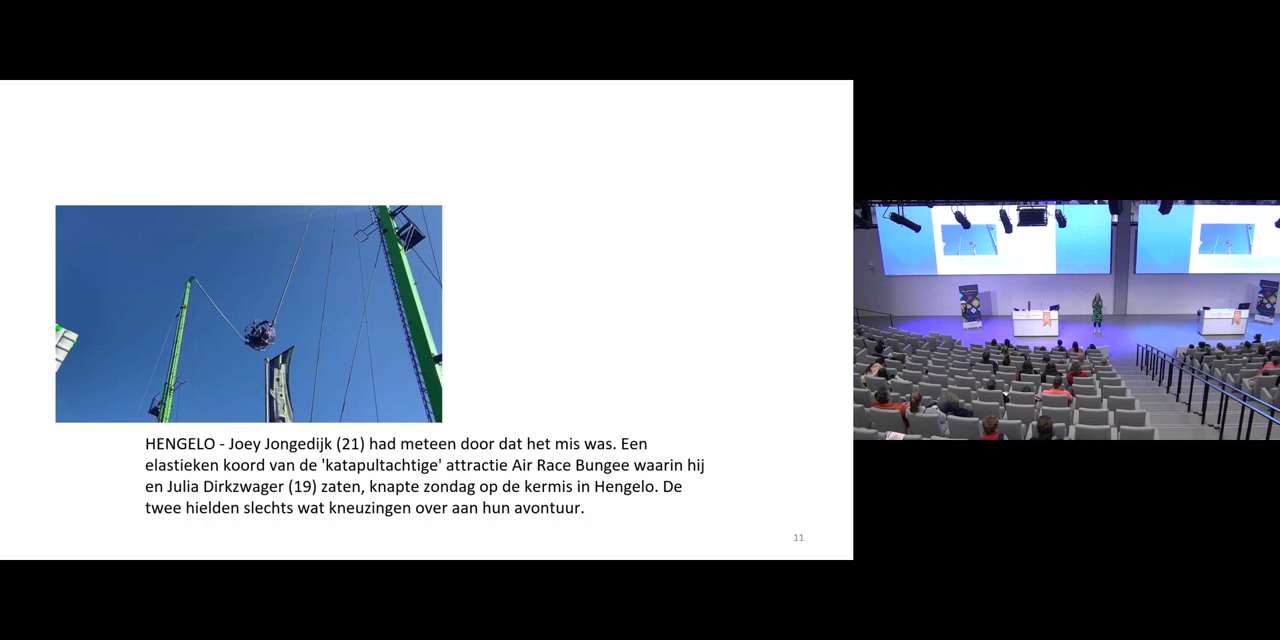 HENGELO - Joey Jongedijk (21) had meteen door dat het mis was. Een
elastieken koord van de 'katapultachtige' attractie Air Race Bungee waarin hij
en Julia Dirkzwager (19) zaten, knapte zondag op de kermis in Hengelo. De
twee hielden slechts wat kneuzingen over aan hun avontuur.
11